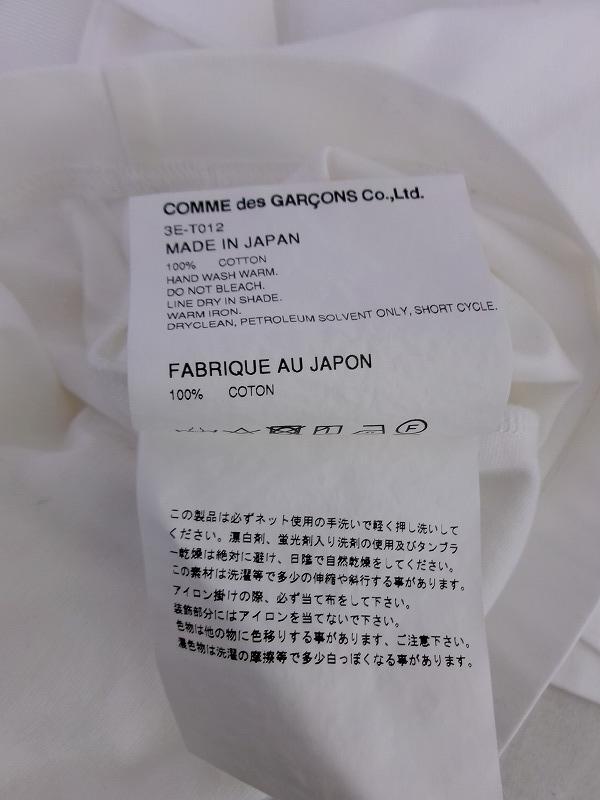 COMME des GARÇONS Co.,Ltd.
3E-T012
MADE IN JAPAN
100% COTTON
HAND WASH WARM.
DO NOT BLEACH.
LINE DRY IN SHADE.
WARM IRON.
DRYCLEAN, PETROLEUM SOLVENT ONLY, SHORT CYCLE.
FABRIQUE AU JAPON
100% COTON
F
この製品は必ずネット使用の手洗いで軽く押し洗いして
ください。漂白剤、蛍光剤入り洗剤の使用及びタンブラ
ー乾燥は絶対に避け、日陰で自然乾燥をしてください。
この素材は洗濯等で多少の伸縮や斜行する事があります。
アイロン掛けの際、必ず当て布をして下さい。
装飾部分にはアイロンを当てないで下さい。
色物は他の物に色移りする事があります、ご注意下さい。
濃色物は洗濯の摩擦等で多少白っぽくなる事があります。